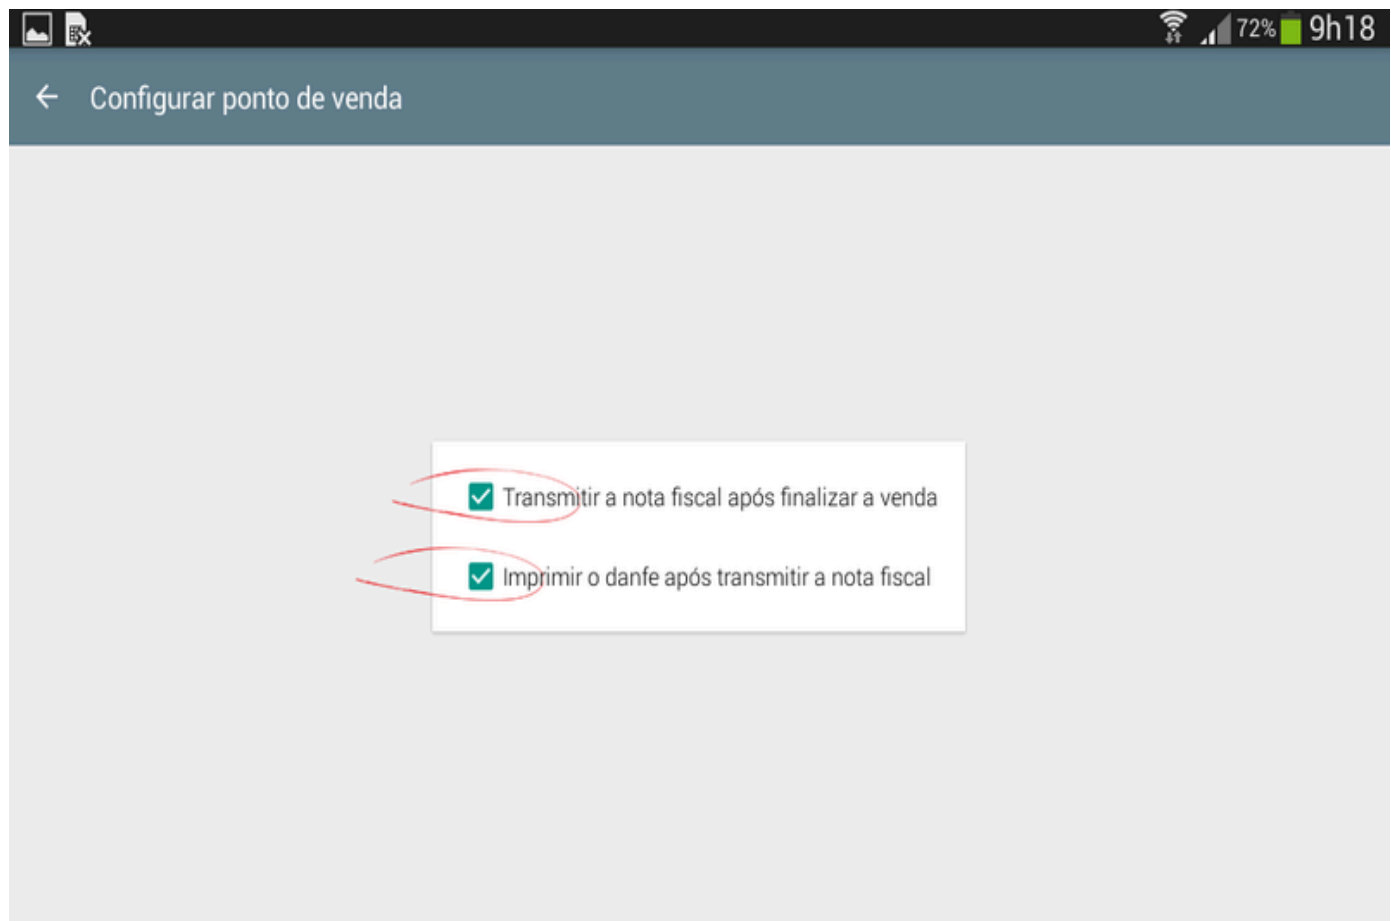 72% 9h18
Configurar ponto de venda
Transmitir a nota fiscal após finalizar a venda
Imprimir o danfe após transmitir a nota fiscal